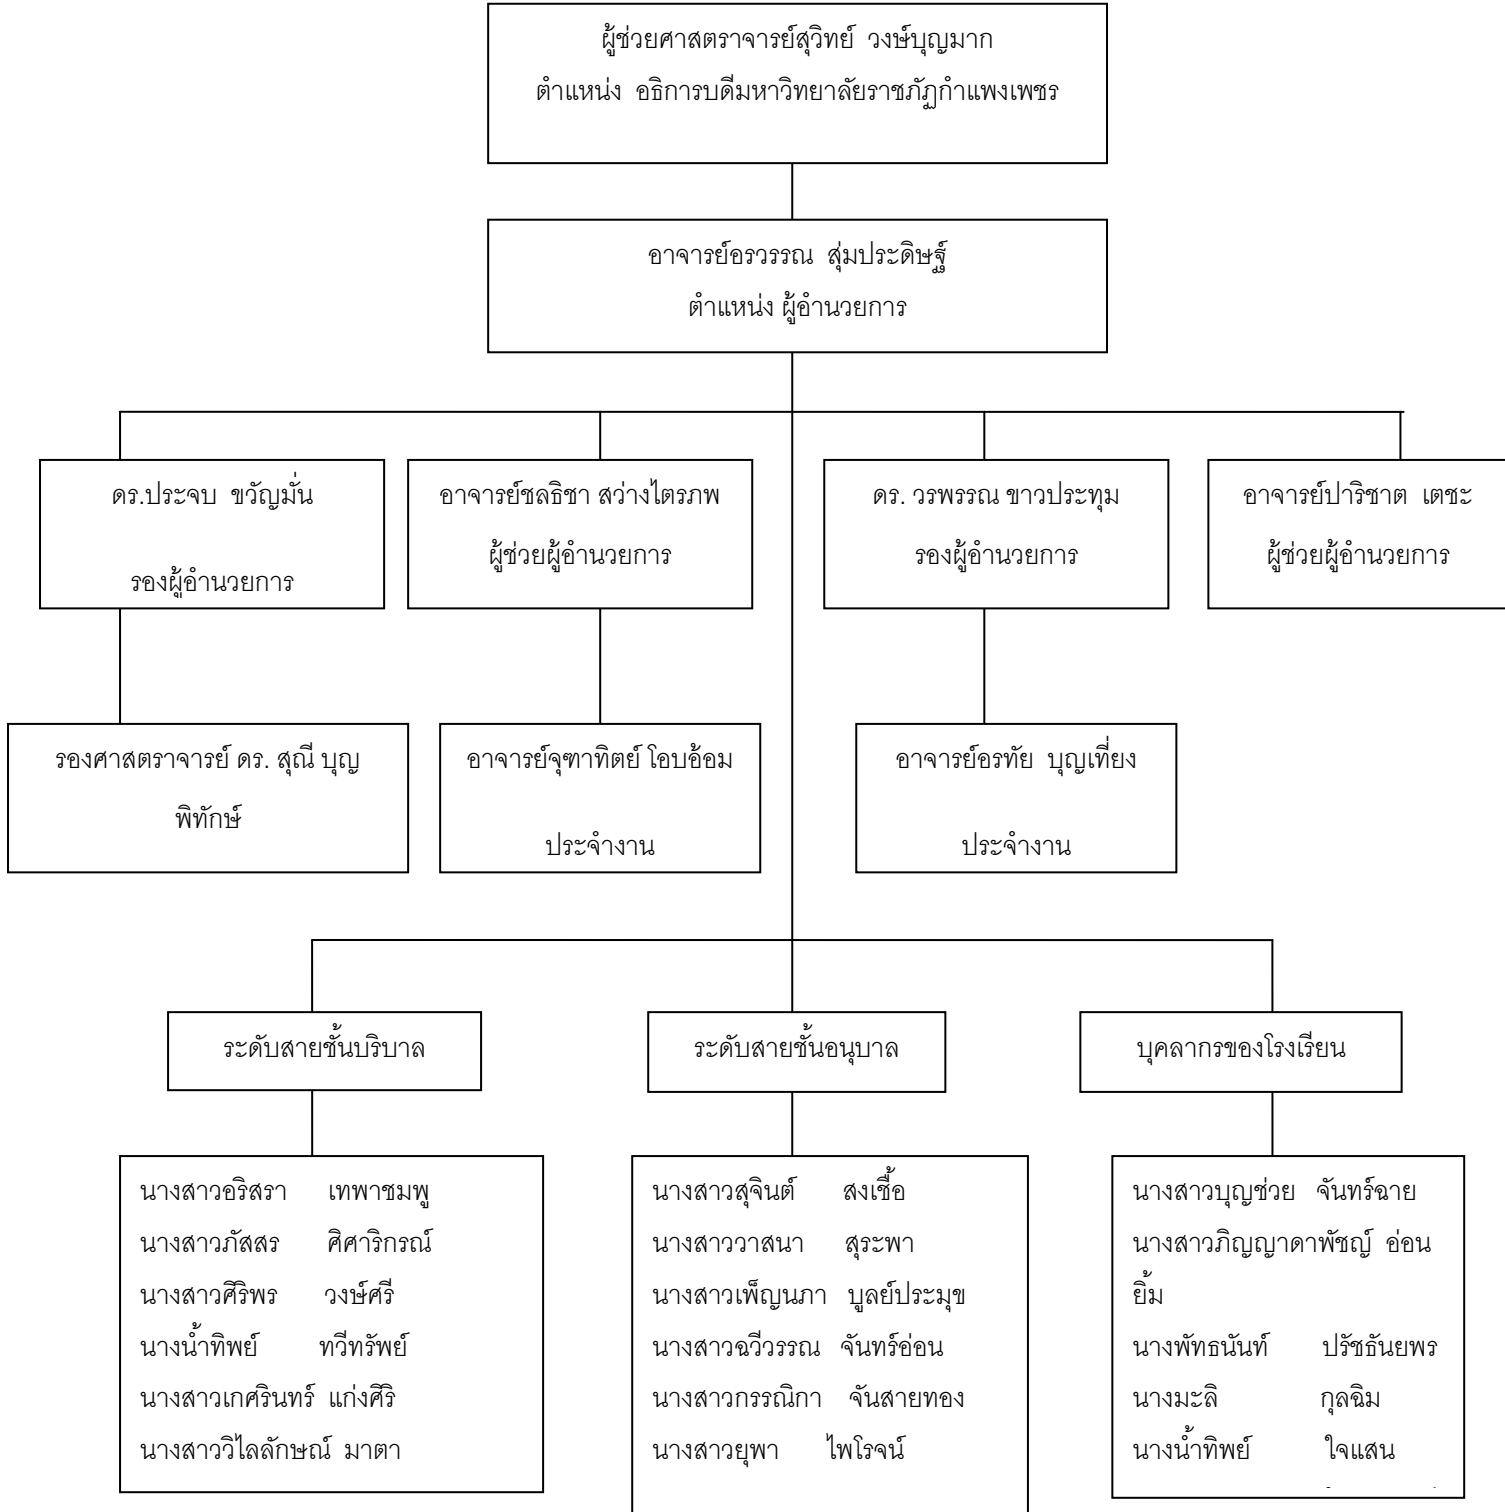 ผู้ช่วยศาสตราจารย์สุวิทย์ วงษ์บุญมาก
ตำแหน่ง อธิการบดีมหาวิทยาลัยราชภัฏกำแพงเพชร
อาจารย์อรวรรณ สุ่มประดิษฐ์
ตำแหน่ง ผู้อำนวยการ
ดร.ประจบ ขวัญมั่น
รองผู้อำนวยการ
อาจารย์ชลธิชา สว่างไตรภพ
ผู้ช่วยผู้อำนวยการ
ดร. วรพรรณ ขาวประทุม
รองผู้อำนวยการ
อาจารย์ปาริชาต เตชะ
ผู้ช่วยผู้อำนวยการ
รองศาสตราจารย์ ดร. สุณี บุญ
พิทักษ์
อาจารย์จุฑาทิตย์ โอบอ้อม
ประจำงาน
อาจารย์อรทัย บุญเที่ยง
ประจำงาน
ระดับสายชั้นบริบาล
ระดับสายชั้นอนุบาล
บุคลากรของโรงเรียน
นางสาวอริสรา เทพาชมพู
นางสาวภัสสร ศิศาริกรณ์
นางสาวศิริพร วงษ์ศรี
นางน้ำทิพย์ ทวีทรัพย์
นางสาวเกศรินทร์ แก่งศิริ
นางสาววิไลลักษณ์ มาตา
นางสาวสุจินต์ สงเชื้อ
นางสาววาสนา สุระพา
นางสาวเพ็ญนภา บูลย์ประมุข
นางสาวฉวีวรรณ จันทร์อ่อน
นางสาวกรรณิกา จันสายทอง
นางสาวยุพา ไพโรจน์
นางสาวบุญช่วย จันทร์ฉาย
นางสาวภิญญาดาพัชญ์ อ่อน
ยิ้ม
นางพัทธนันท์ ปรัชธันยพร
นางมะลิ กุลฉิม
นางน้ำทิพย์ ใจแสน